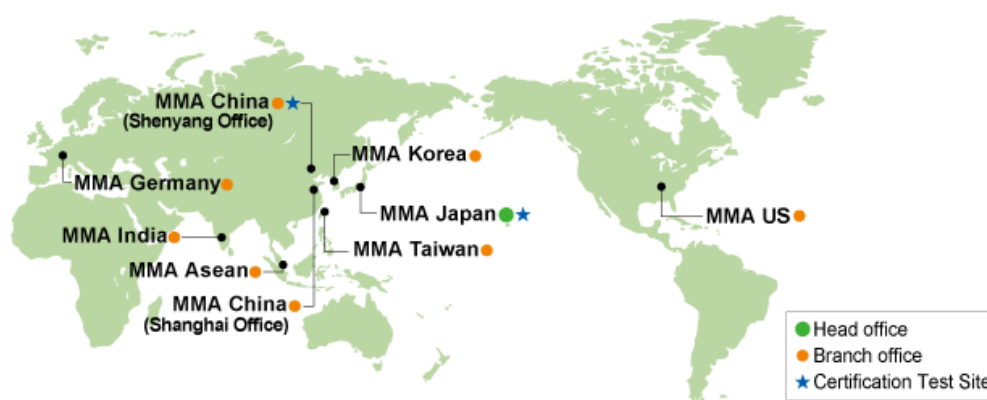 MMA China
(Shenyang Office)
MMA Korea
MMA Germany
MMA Japan
MMA US
MMA India
MMA Taiwan
MMA Asean
MMA China
(Shanghai Office)
Head office
Branch office
Certification Test Site